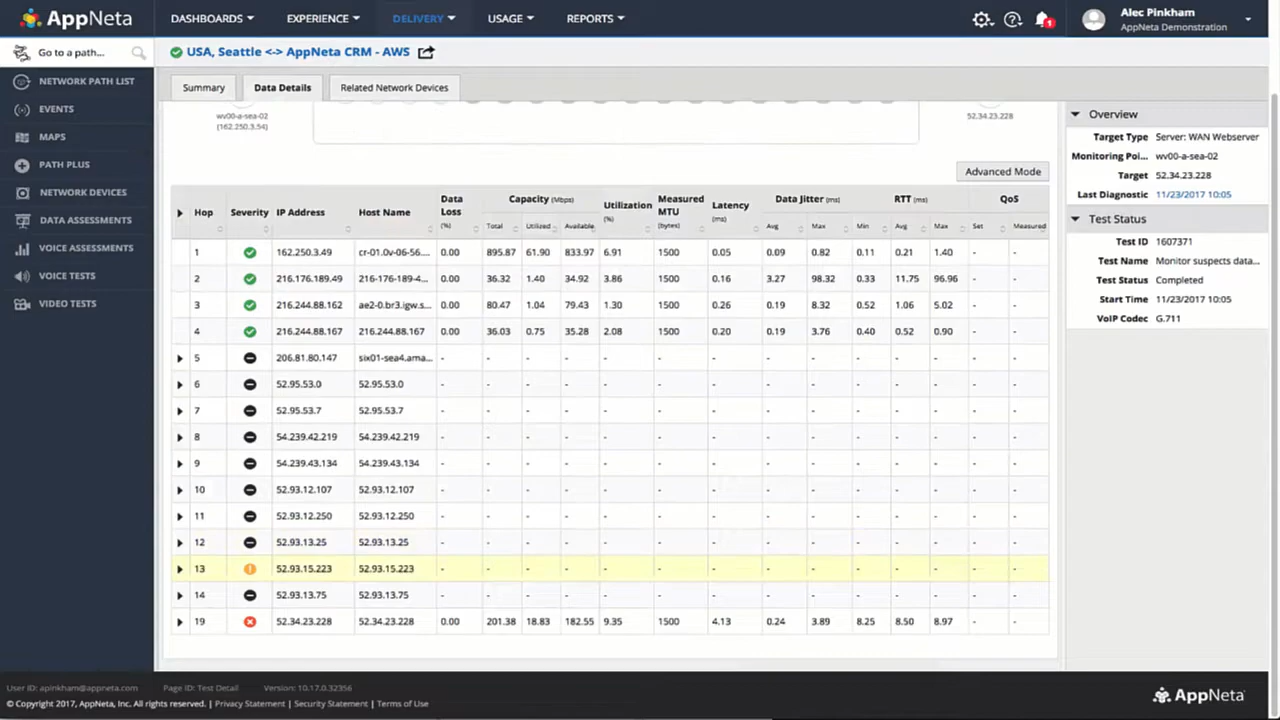 AppNeta DASHBOARDS EXPERIENCE DELIVERY USAGE REPORTS 1 Alec Pinkham
AppNeta Demonstration
Go to a path... USA, Seattle <-> AppNeta CRM - AWS
NETWORK PATH LIST
EVENTS
MAPS
PATH PLUS
NETWORK DEVICES
DATA ASSESSMENTS
VOICE ASSESSMENTS
VOICE TESTS
VIDEO TESTS
Summary Data Details Related Network Devices
wv00-a-sea-02 52.34.23.228
(162.250.3.54)
Advanced Mode
Hop Severity IP Address Host Name Data Loss (%) Capacity (Mbps) Utilization (%) Measured MTU (bytes) Latency (ms) Data Jitter (ms) RTT (ms) QoS
Total Utilized Available Avg Max Min Avg Max Set Measured
1 162.250.3.49 cr-01.0v-06-56.... 0.00 895.87 61.90 833.97 6.91 1500 0.05 0.09 0.82 0.11 0.21 1.40 - -
2 216.176.189.49 216-176-189-4... 0.00 36.32 1.40 34.92 3.86 1500 0.16 3.27 98.32 0.33 11.75 96.96 - -
3 216.244.88.162 ae2-0.br3.igw.s... 0.00 80.47 1.04 79.43 1.30 1500 0.26 0.19 8.32 0.52 1.06 5.02 - -
4 216.244.88.167 216.244.88.167 0.00 36.03 0.75 35.28 2.08 1500 0.20 0.19 3.76 0.40 0.52 0.90 - -
5 206.81.80.147 six01-sea4.ama... - - - - - - - - - - - - - -
6 52.95.53.0 52.95.53.0 - - - - - - - - - - - - - -
7 52.95.53.7 52.95.53.7 - - - - - - - - - - - - - -
8 54.239.42.219 54.239.42.219 - - - - - - - - - - - - - -
9 54.239.43.134 54.239.43.134 - - - - - - - - - - - - - -
10 52.93.12.107 52.93.12.107 - - - - - - - - - - - - - -
11 52.93.12.250 52.93.12.250 - - - - - - - - - - - - - -
12 52.93.13.25 52.93.13.25 - - - - - - - - - - - - - -
13 52.93.15.223 52.93.15.223 - - - - - - - - - - - - - -
14 52.93.13.75 52.93.13.75 - - - - - - - - - - - - - -
19 52.34.23.228 52.34.23.228 0.00 201.38 18.83 182.55 9.35 1500 4.13 0.24 3.89 8.25 8.50 8.97 - -
Overview
Target Type Server: WAN Webserver
Monitoring Poi... wv00-a-sea-02
Target 52.34.23.228
Last Diagnostic 11/23/2017 10:05
Test Status
Test ID 1607371
Test Name Monitor suspects data...
Test Status Completed
Start Time 11/23/2017 10:05
VoIP Codec G.711
User ID: apinkham@appneta.com Page ID: Test Detail Version: 10.17.0.32356
© Copyright 2017, AppNeta, Inc. All rights reserved. | Privacy Statement | Security Statement | Terms of Use
AppNeta